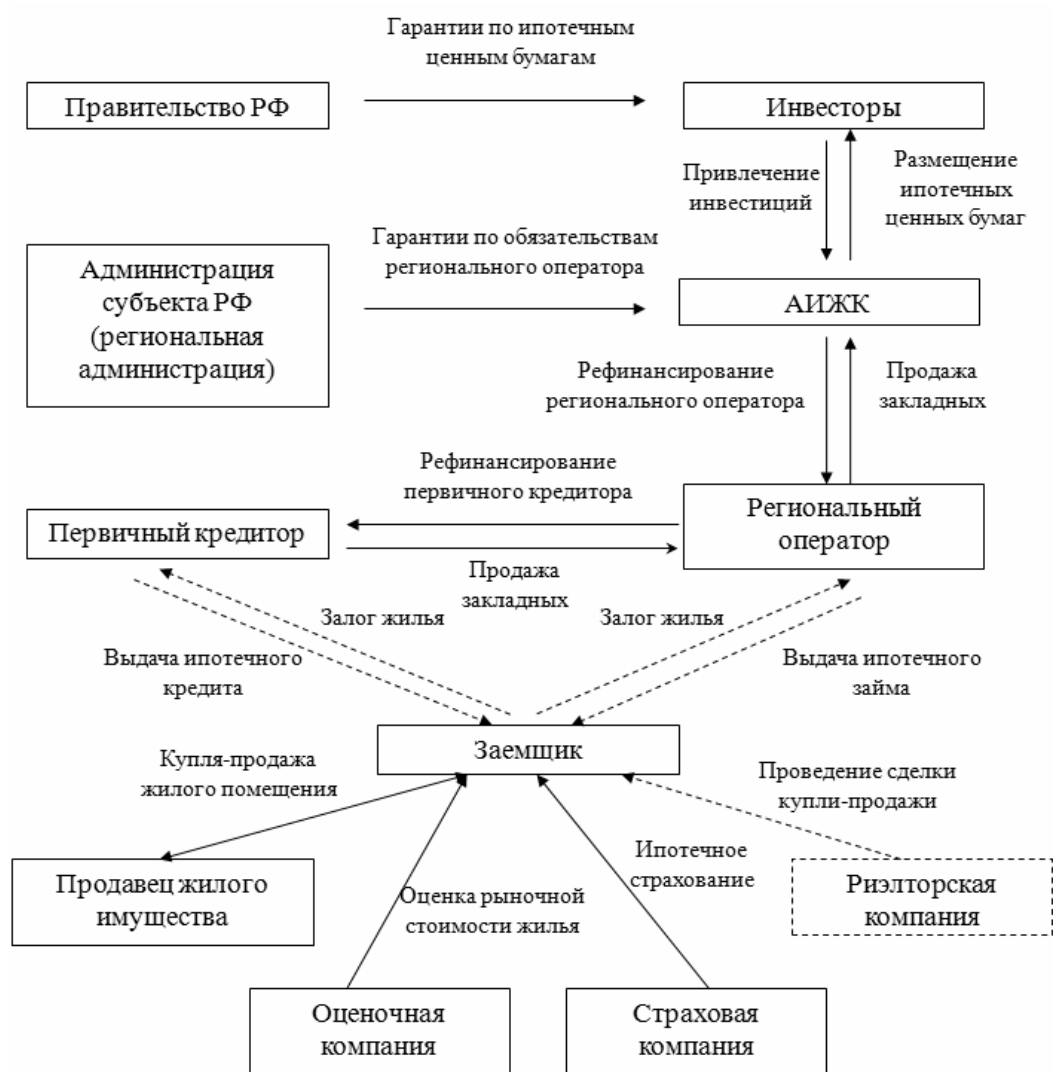 Гарантии по ипотечным
ценным бумагам
Правительство РФ
Инвесторы
Привлечение
инвестиций
Размещение
ипотечных
ценных бумаг
Гарантии по обязательствам
регионального оператора
Администрация
субъекта РФ
(региональная
администрация)
АИЖК
Рефинансирование
регионального оператора
Продажа
закладных
Рефинансирование
первичного кредитора
Первичный кредитор
Региональный
оператор
Продажа
закладных
Залог жилья
Залог жилья
Выдача ипотечного
кредита
Выдача ипотечного
займа
Заемщик
Купля-продажа
жилого помещения
Проведение сделки
купли-продажи
Ипотечное
страхование
Продавец жилого
имущества
Оценка рыночной
стоимости жилья
Риэлторская
компания
Оценочная
компания
Страховая
компания